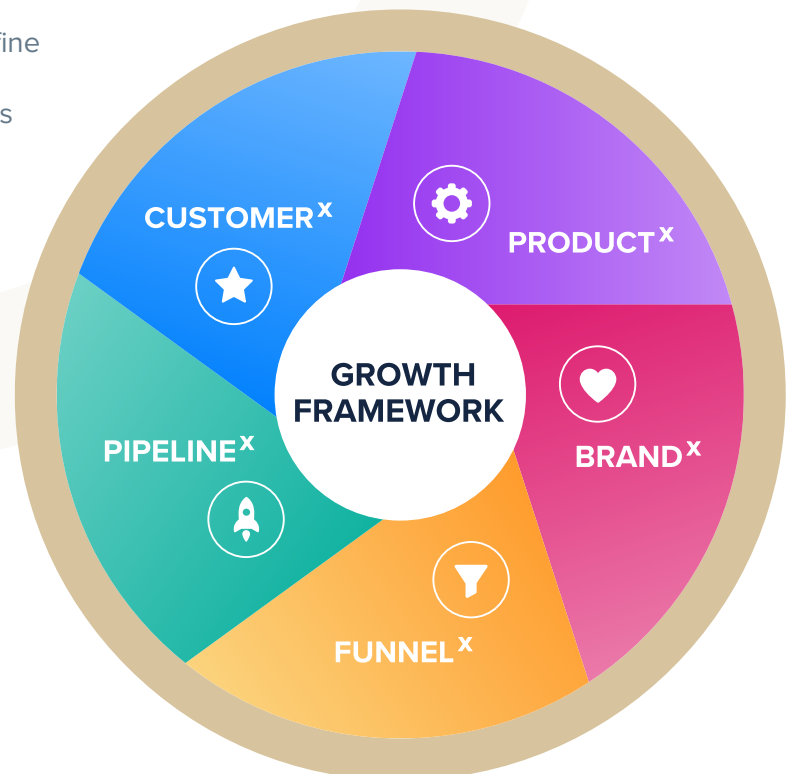 fine
s
CUSTOMERˣ
PRODUCTˣ
GROWTH
FRAMEWORK
BRANDˣ
PIPELINEˣ
FUNNELˣ